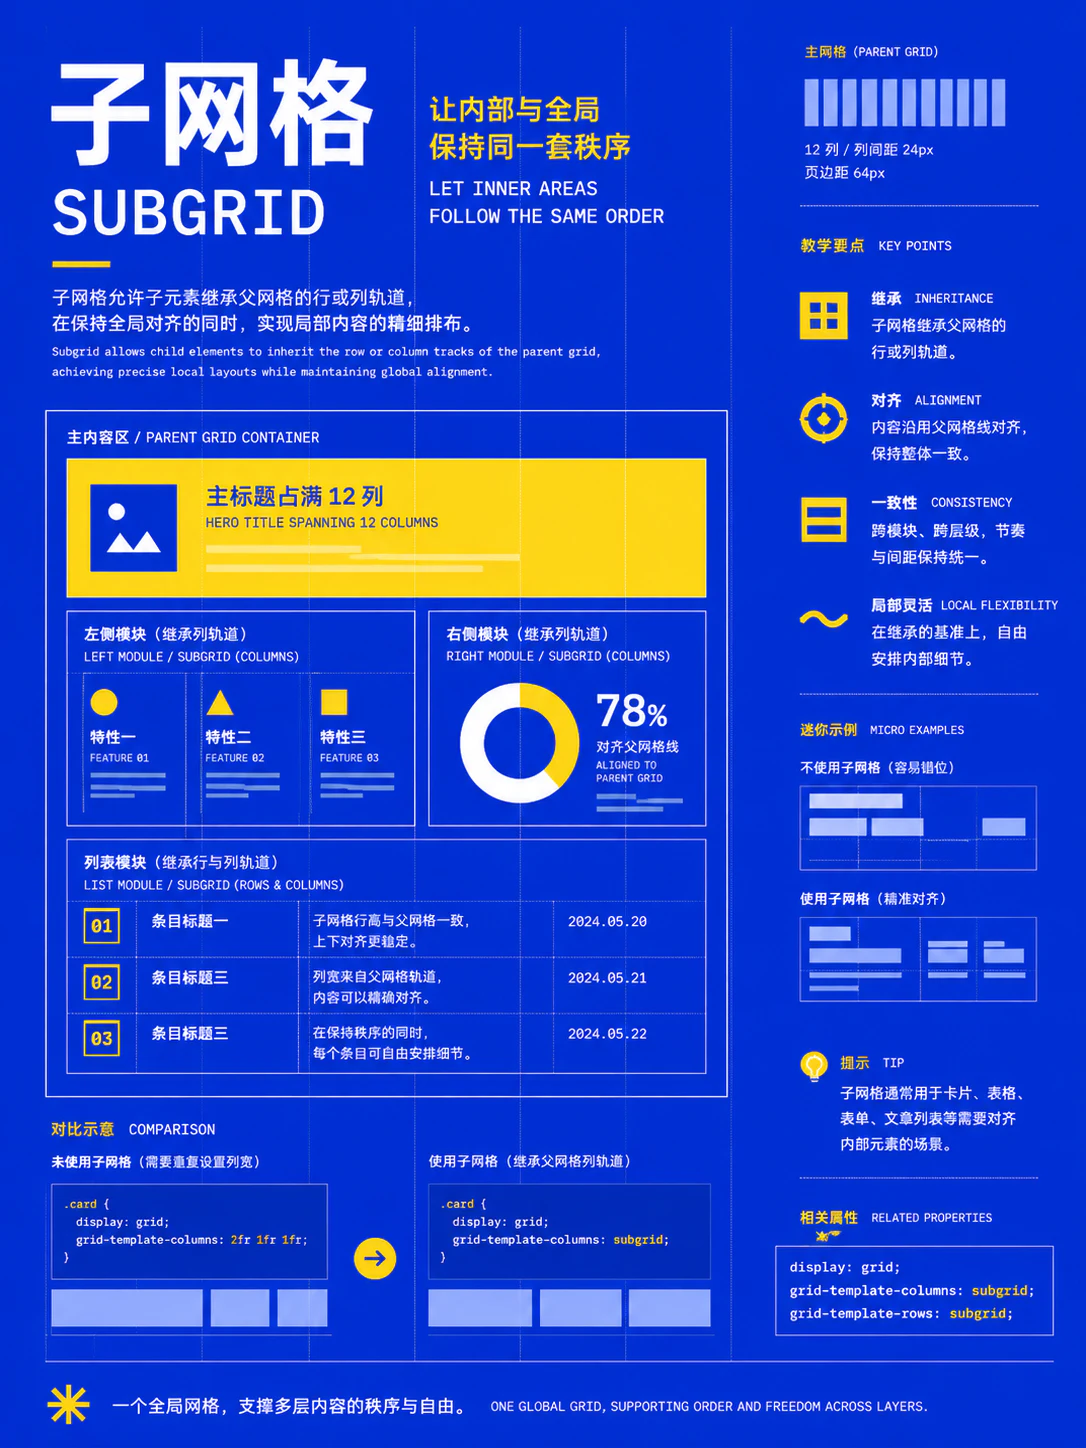 子网格
SUBGRID
让内部与全局
保持同一套秩序
LET INNER AREAS
FOLLOW THE SAME ORDER
子网格允许子元素继承父网格的行或列轨道，
在保持全局对齐的同时，实现局部内容的精细排布。
Subgrid allows child elements to inherit the row or column tracks of the parent grid,
achieving precise local layouts while maintaining global alignment.
主内容区 / PARENT GRID CONTAINER
主标题占满 12 列
HERO TITLE SPANNING 12 COLUMNS
左侧模块（继承列轨道）
LEFT MODULE / SUBGRID (COLUMNS)
特性一
FEATURE 01
特性二
FEATURE 02
特性三
FEATURE 03
右侧模块（继承列轨道）
RIGHT MODULE / SUBGRID (COLUMNS)
78%
对齐父网格线
ALIGNED TO
PARENT GRID
列表模块（继承行与列轨道）
LIST MODULE / SUBGRID (ROWS & COLUMNS)
01 条目标题一 子网格行高与父网格一致， 2024.05.20
上下对齐更稳定。
02 条目标题三 列宽来自父网格轨道， 2024.05.21
内容可以精确对齐。
03 条目标题三 在保持秩序的同时， 2024.05.22
每个条目可自由安排细节。
对比示意 COMPARISON
未使用子网格（需要重复设置列宽）
.card {
display: grid;
grid-template-columns: 2fr 1fr 1fr;
}
使用子网格（继承父网格列轨道）
.card {
display: grid;
grid-template-columns: subgrid;
}
主网格 (PARENT GRID)
12 列 / 列间距 24px
页边距 64px
教学要点 KEY POINTS
继承 INHERITANCE
子网格继承父网格的
行或列轨道。
对齐 ALIGNMENT
内容沿用父网格线对齐，
保持整体一致。
一致性 CONSISTENCY
跨模块、跨层级，节奏
与间距保持统一。
局部灵活 LOCAL FLEXIBILITY
在继承的基准上，自由
安排内部细节。
迷你示例 MICRO EXAMPLES
不使用子网格（容易错位）
使用子网格（精准对齐）
提示 TIP
子网格通常用于卡片、表格、
表单、文章列表等需要对齐
内部元素的场景。
相关属性 RELATED PROPERTIES
display: grid;
grid-template-columns: subgrid;
grid-template-rows: subgrid;
一个全局网格，支撑多层内容的秩序与自由。 ONE GLOBAL GRID, SUPPORTING ORDER AND FREEDOM ACROSS LAYERS.